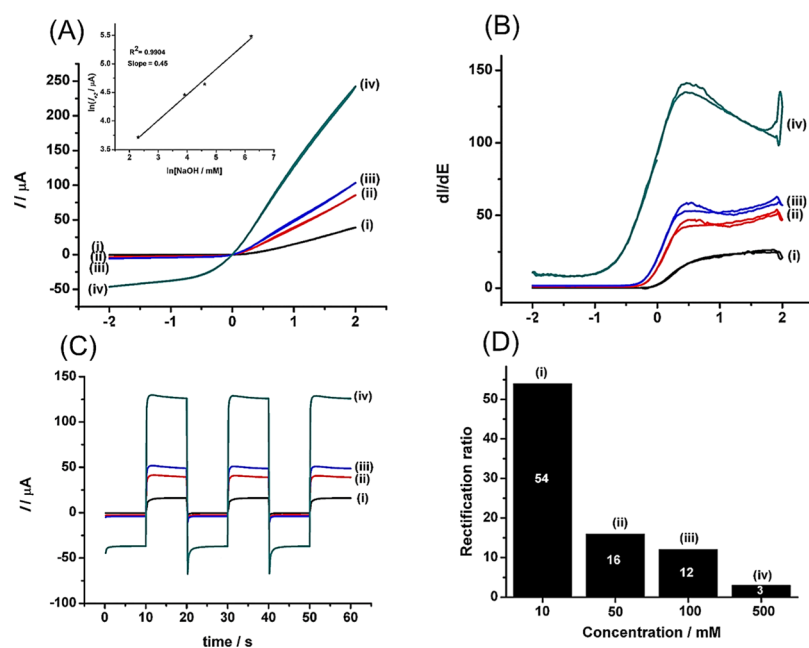 (A)
R2= 0.9904
Slope = 0.45
ln(I+2/ μA)
5.5
5.0
4.5
4.0
3.5
2 3 4 5 6 7
ln[NaOH / mM]
I / μA
250
200
150
100
50
0
-50
(i)
(ii)
(iii)
(iv)
(iv)
(iii)
(ii)
(i)
-2 -1 0 1 2
(B)
dI/dE
150
125
100
75
50
25
0
(iv)
(iii)
(ii)
(i)
-2 -1 0 1 2
(C)
I / μA
150
100
50
0
-50
-100
(iv)
(iii)
(ii)
(i)
0 10 20 30 40 50 60
time / s
(D)
Rectification ratio
50
40
30
20
10
0
(i)
54
(ii)
16
(iii)
12
(iv)
3
10 50 100 500
Concentration / mM